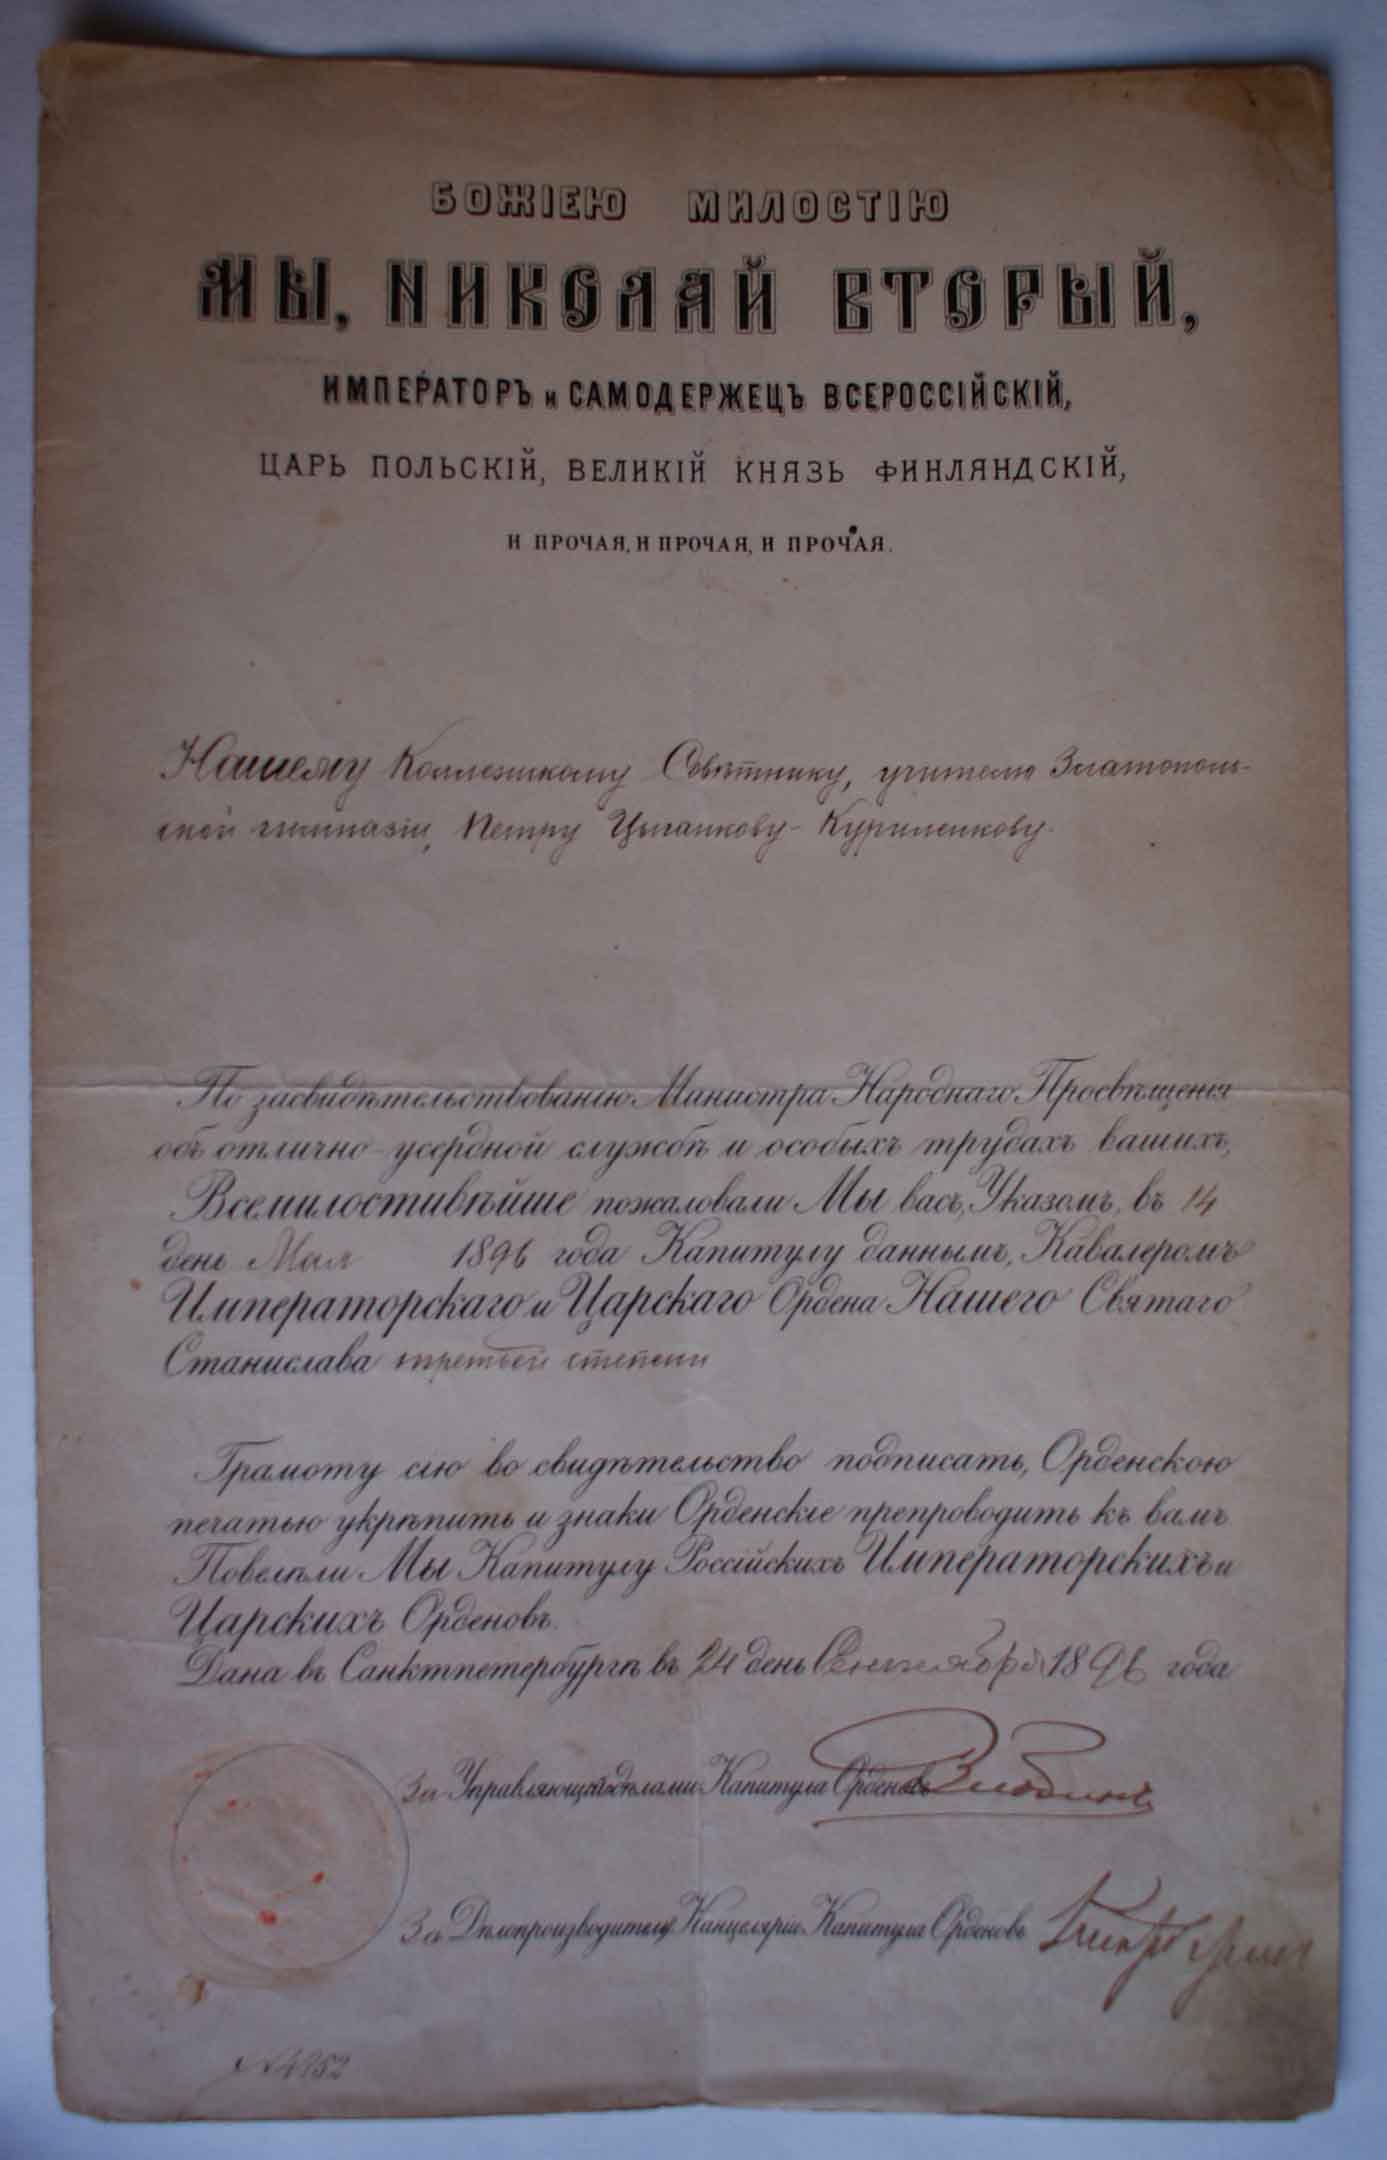 БОЖІЕЮ МИЛОСТІЮ
МЫ, НИКОЛАЙ ВТОРЫЙ,
ИМПЕРАТОРЪ и САМОДЕРЖЕЦЪ ВСЕРОССІЙСКІЙ,
ЦАРЬ ПОЛЬСКІЙ, ВЕЛИКІЙ КНЯЗЬ ФИНЛЯНДСКІЙ,
И ПРОЧАЯ, И ПРОЧАЯ, И ПРОЧАЯ.
Нашему Коллежскому Совѣтнику, учителю Златополь-
ской гимназіи, Петру Цыганкову-Куриленкову.
По засвидѣтельствованію Министра Народнаго Просвѣщенія
объ отлично-усердной службѣ и особыхъ трудахъ вашихъ,
Всемилостивѣйше пожаловали Мы васъ, Указомъ, въ 14
день Мая 1896 года Капитулу даннымъ, Кавалеромъ
Императорскаго и Царскаго Ордена Нашего Святаго
Станислава третьей степени
Грамоту сію во свидѣтельство подписать, Орденскою
печатью укрѣпить и знаки Орденскіе препроводить къ вамъ
Повелѣли Мы Капитулу Россійскихъ Императорскихъ и
Царскихъ Орденовъ.
Дана въ Санктпетербургѣ въ 24 день Сентября 1896 года
За Управляющій дѣлами Капитула Орденовъ Злобинъ
За Дѣлопроизводителя Канцеляріи Капитула Орденовъ
№ 4952